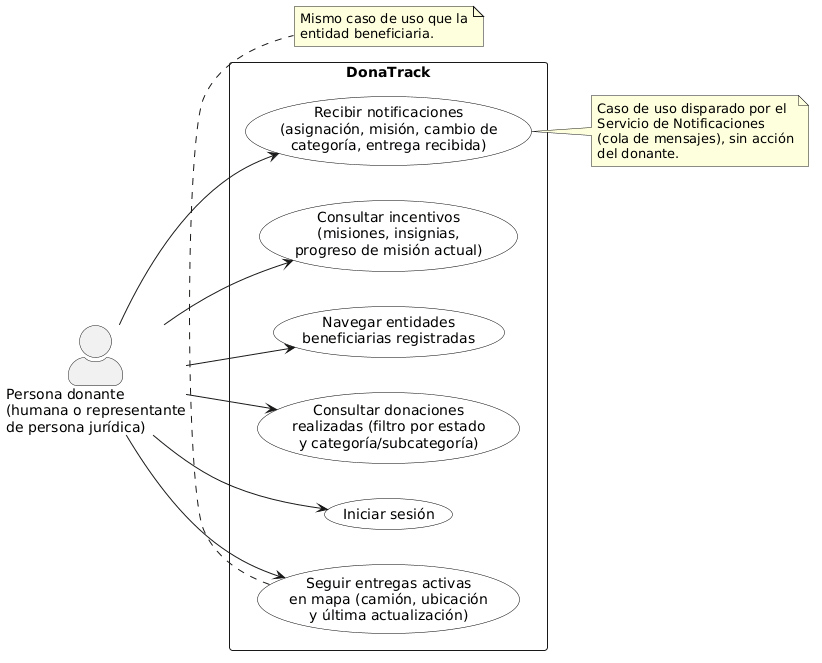 Mismo caso de uso que la
entidad beneficiaria.
DonaTrack
Recibir notificaciones
(asignación, misión, cambio de
categoría, entrega recibida)
Caso de uso disparado por el
Servicio de Notificaciones
(cola de mensajes), sin acción
del donante.
Consultar incentivos
(misiones, insignias,
progreso de misión actual)
Navegar entidades
beneficiarias registradas
Persona donante
(humana o representante
de persona jurídica)
Consultar donaciones
realizadas (filtro por estado
y categoría/subcategoría)
Iniciar sesión
Seguir entregas activas
en mapa (camión, ubicación
y última actualización)